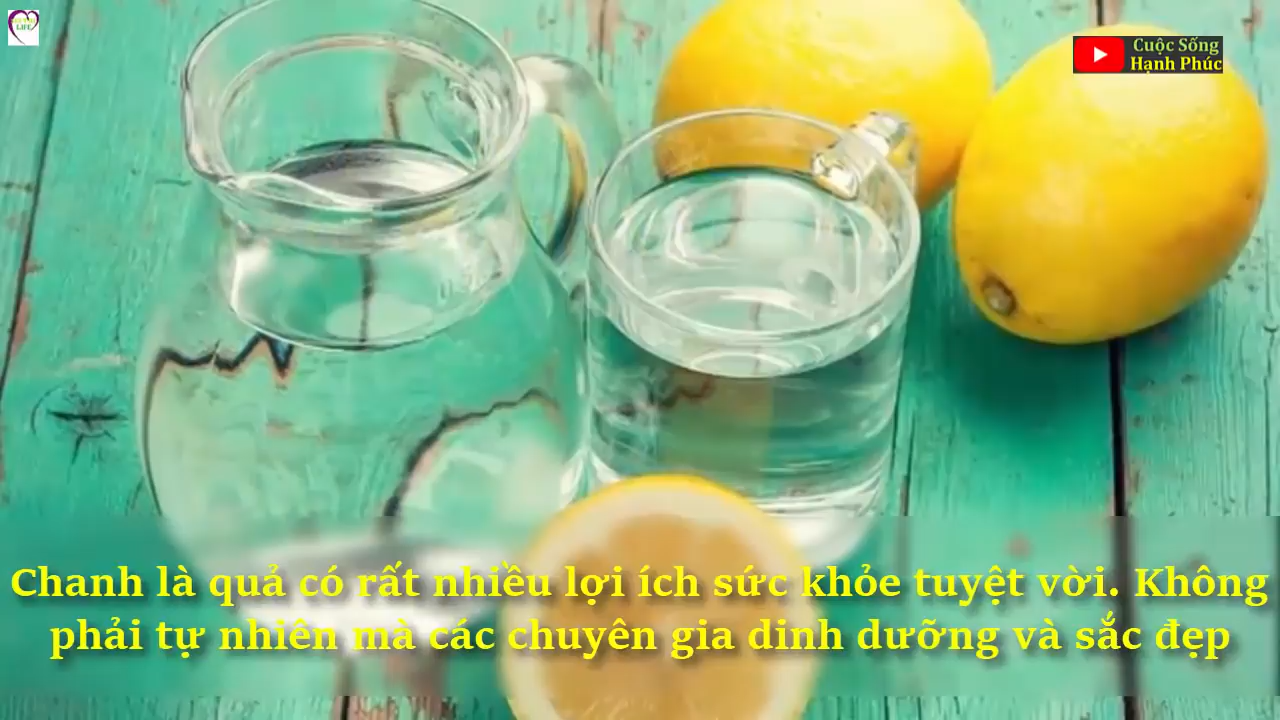 LIFE
Cuộc Sống
Hạnh Phúc
Chanh là quả có rất nhiều lợi ích sức khỏe tuyệt vời. Không
phải tự nhiên mà các chuyên gia dinh dưỡng và sắc đẹp